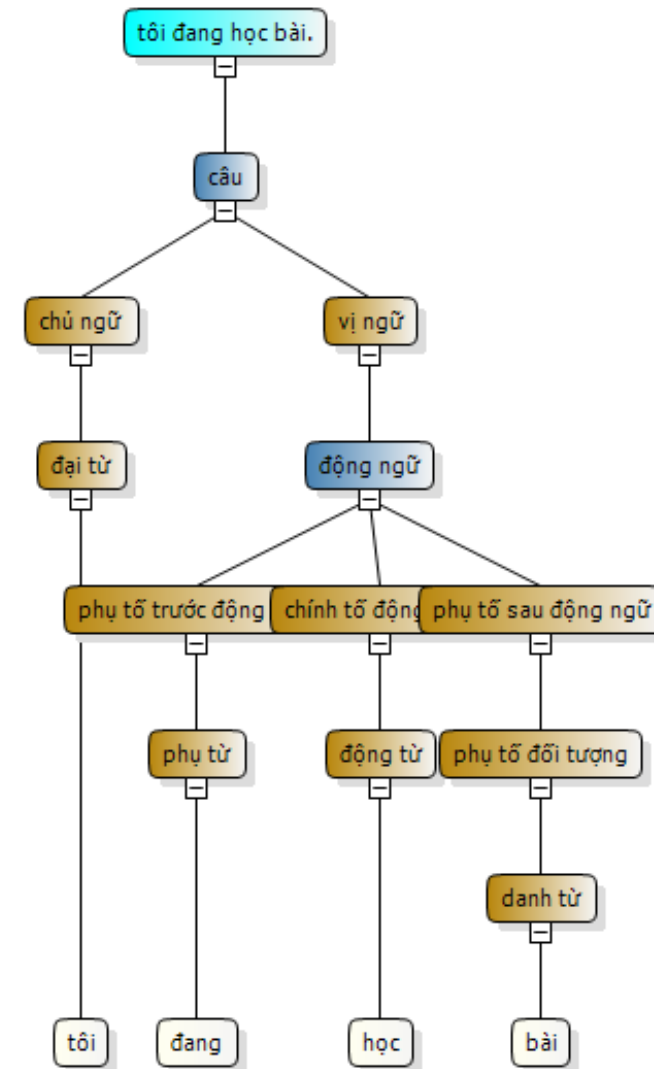 tôi đang học bài.
câu
chủ ngữ
vị ngữ
đại từ
động ngữ
phụ tố trước động
chính tố động
phụ tố sau động ngữ
phụ từ
động từ
phụ tố đối tượng
danh từ
tôi
đang
học
bài